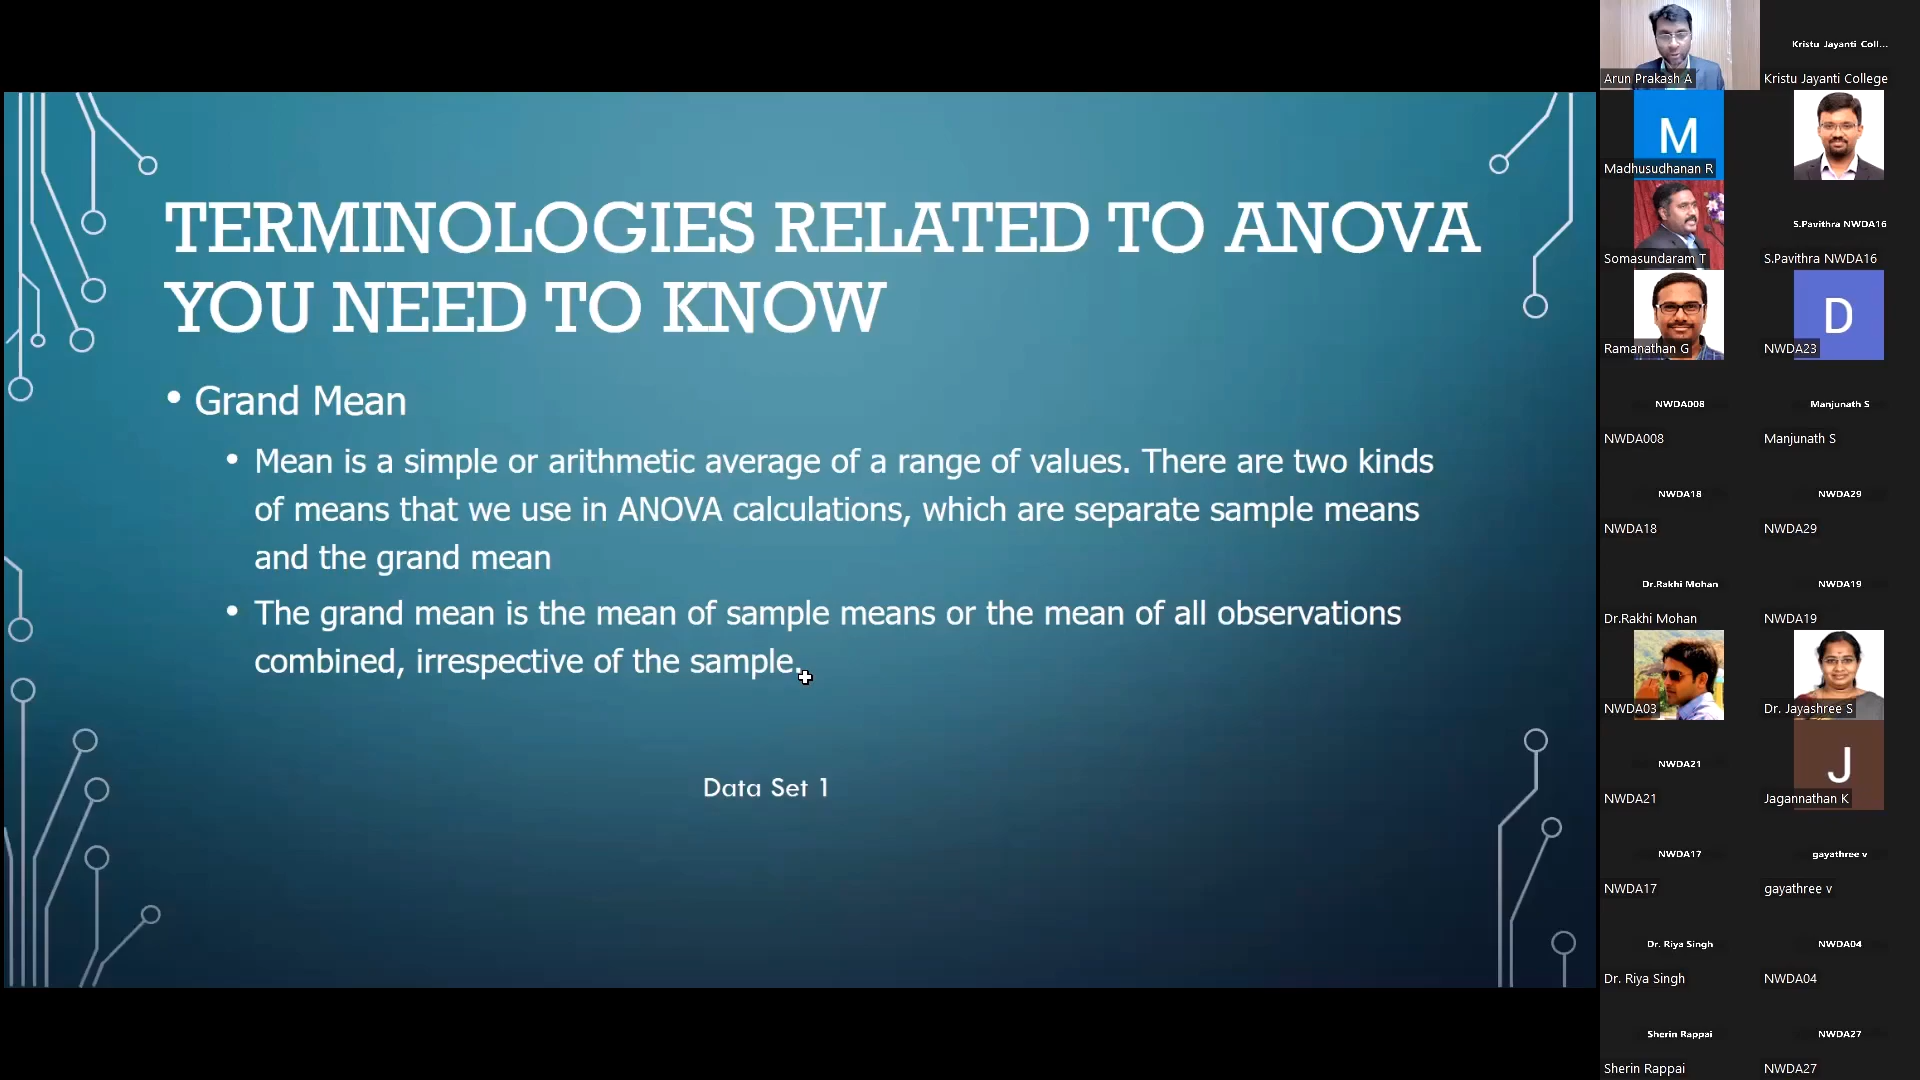 TERMINOLOGIES RELATED TO ANOVA
YOU NEED TO KNOW
• Grand Mean
• Mean is a simple or arithmetic average of a range of values. There are two kinds
of means that we use in ANOVA calculations, which are separate sample means
and the grand mean
• The grand mean is the mean of sample means or the mean of all observations
combined, irrespective of the sample.
Data Set 1
Arun Prakash A
Kristu Jayanti Coll...
Kristu Jayanti College
M
Madhusudhanan R
Somasundaram T
S.Pavithra NWDA16
S.Pavithra NWDA16
Ramanathan G
D
NWDA23
NWDA008
NWDA008
Manjunath S
Manjunath S
NWDA18
NWDA18
NWDA29
NWDA29
Dr.Rakhi Mohan
Dr.Rakhi Mohan
NWDA19
NWDA19
NWDA03
Dr. Jayashree S
NWDA21
NWDA21
J
Jagannathan K
NWDA17
NWDA17
gayathree v
gayathree v
Dr. Riya Singh
Dr. Riya Singh
NWDA04
NWDA04
Sherin Rappai
Sherin Rappai
NWDA27
NWDA27